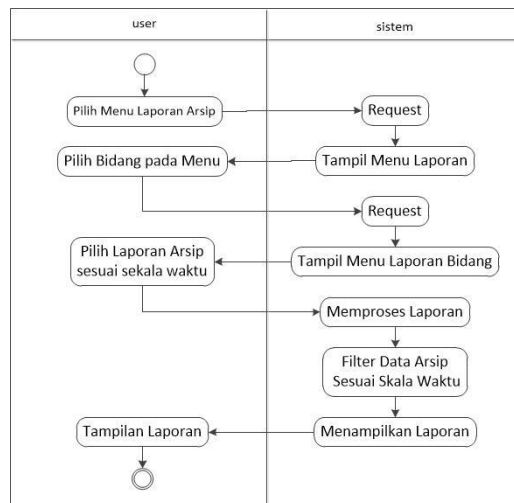 user
sistem
Pilih Menu Laporan Arsip
Request
Pilih Bidang pada Menu
Tampil Menu Laporan
Request
Pilih Laporan Arsip
sesuai sekala waktu
Tampil Menu Laporan Bidang
Memproses Laporan
Filter Data Arsip
Sesuai Skala Waktu
Tampilan Laporan
Menampilkan Laporan